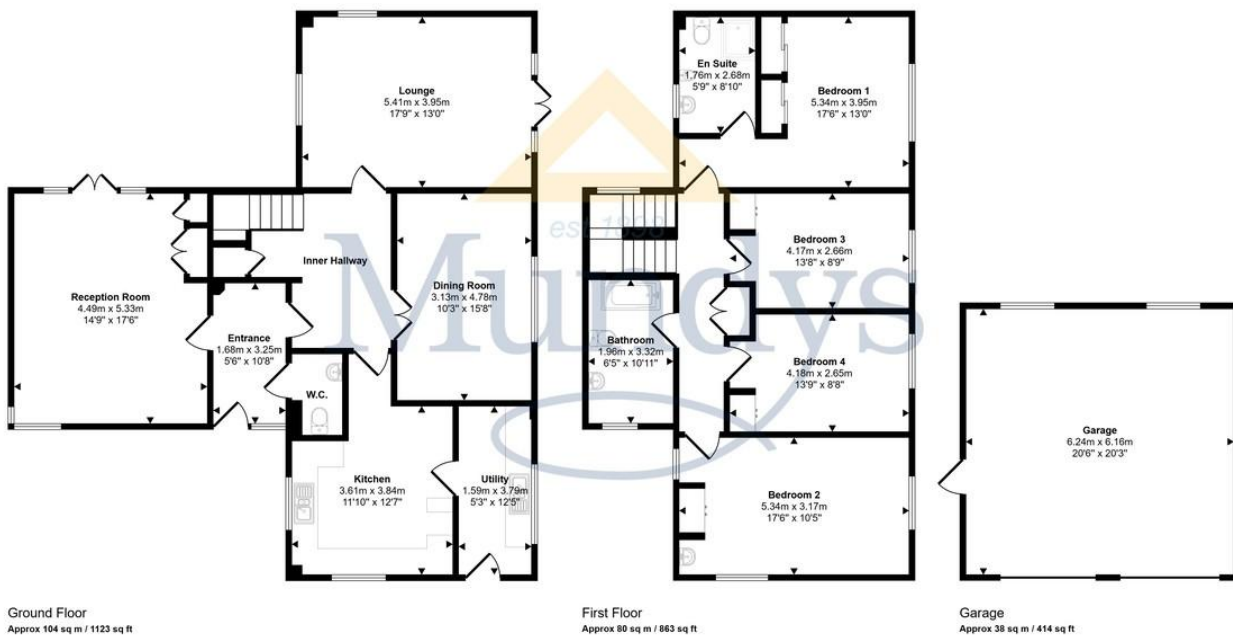 Lounge
5.41m x 3.95m
17'9" x 13'0"
En Suite
1.76m x 2.68m
5'9" x 8'10"
Bedroom 1
5.34m x 3.95m
17'6" x 13'0"
est 1898
Mundys
Inner Hallway
Reception Room
4.49m x 5.33m
14'9" x 17'6"
Dining Room
3.13m x 4.78m
10'3" x 15'8"
Entrance
1.68m x 3.25m
5'6" x 10'8"
W.C.
Kitchen
3.61m x 3.84m
11'10" x 12'7"
Utility
1.59m x 3.79m
5'3" x 12'5"
Bedroom 3
4.17m x 2.66m
13'8" x 8'9"
Bathroom
1.96m x 3.32m
6'5" x 10'11"
Bedroom 4
4.18m x 2.65m
13'9" x 8'8"
Bedroom 2
5.34m x 3.17m
17'6" x 10'5"
Garage
6.24m x 6.16m
20'6" x 20'3"
Ground Floor
Approx 104 sq m / 1123 sq ft
First Floor
Approx 80 sq m / 863 sq ft
Garage
Approx 38 sq m / 414 sq ft